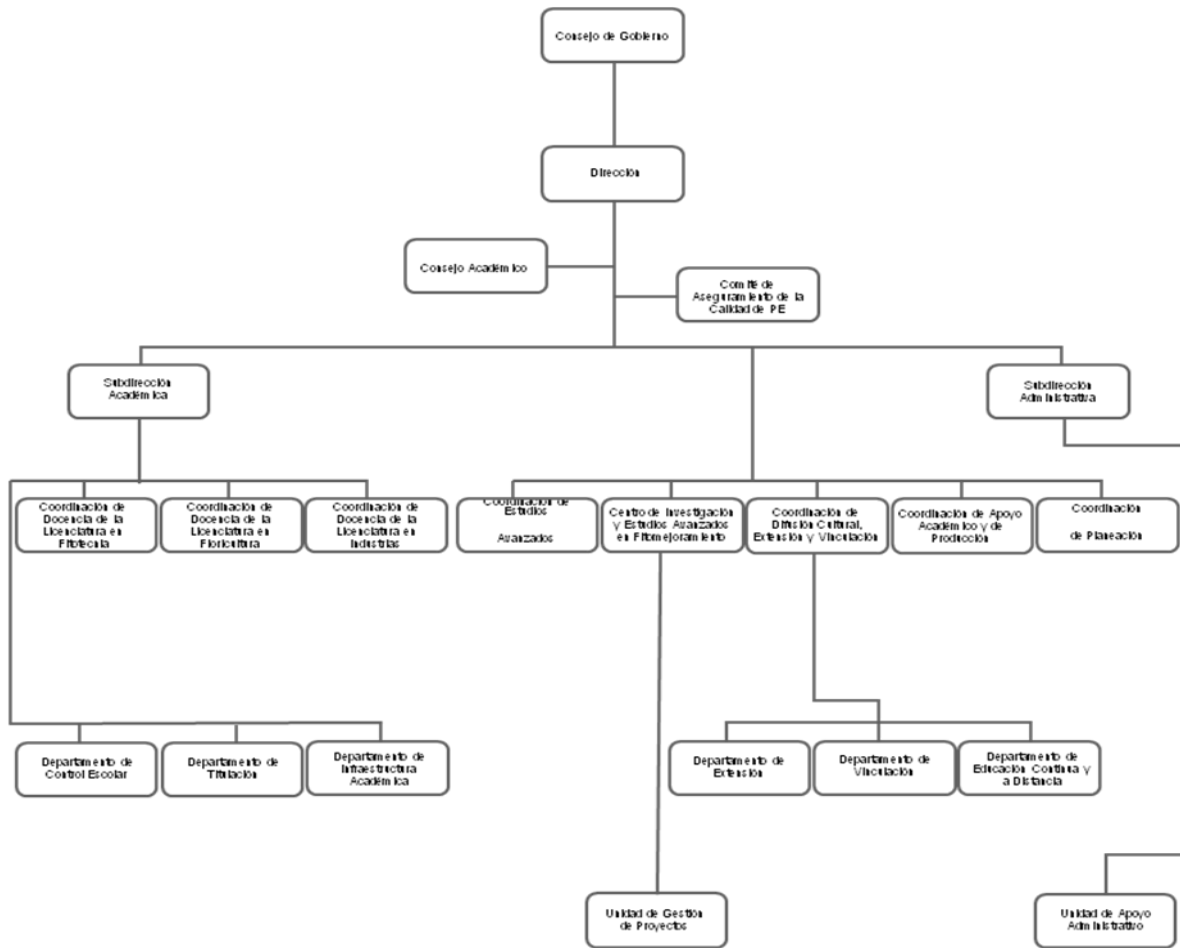 Consejo de Gobierno
Dirección
Consejo Académico
Comité de
Aseguramiento de la
Calidad de PE
Subdirección
Académica
Subdirección
Administrativa
Coordinación de
Docencia de la
Licenciatura en
Fitotecnia
Coordinación de
Docencia de la
Licenciatura en
Floricultura
Coordinación de
Docencia de la
Licenciatura en
Industrias
Coordinación de
Estudios
Avanzados
Centro de Investigación
y Estudios Avanzados
en Fitomejoramiento
Coordinación de
Difusión Cultural,
Extensión y Vinculación
Coordinación de Apoyo
Académico y de
Producción
Coordinación
de Planeación
Departamento de
Control Escolar
Departamento de
Titulación
Departamento de
Infraestructura
Académica
Departamento de
Extensión
Departamento de
Vinculación
Departamento de
Educación Continua y
a Distancia
Unidad de Gestión
de Proyectos
Unidad de Apoyo
Administrativo